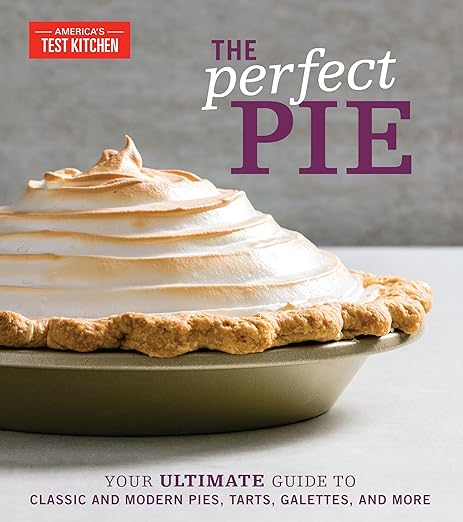 AMERICA'S
TEST KITCHEN
THE
perfect
PIE
YOUR ULTIMATE GUIDE TO
CLASSIC AND MODERN PIES, TARTS, GALETTES, AND MORE